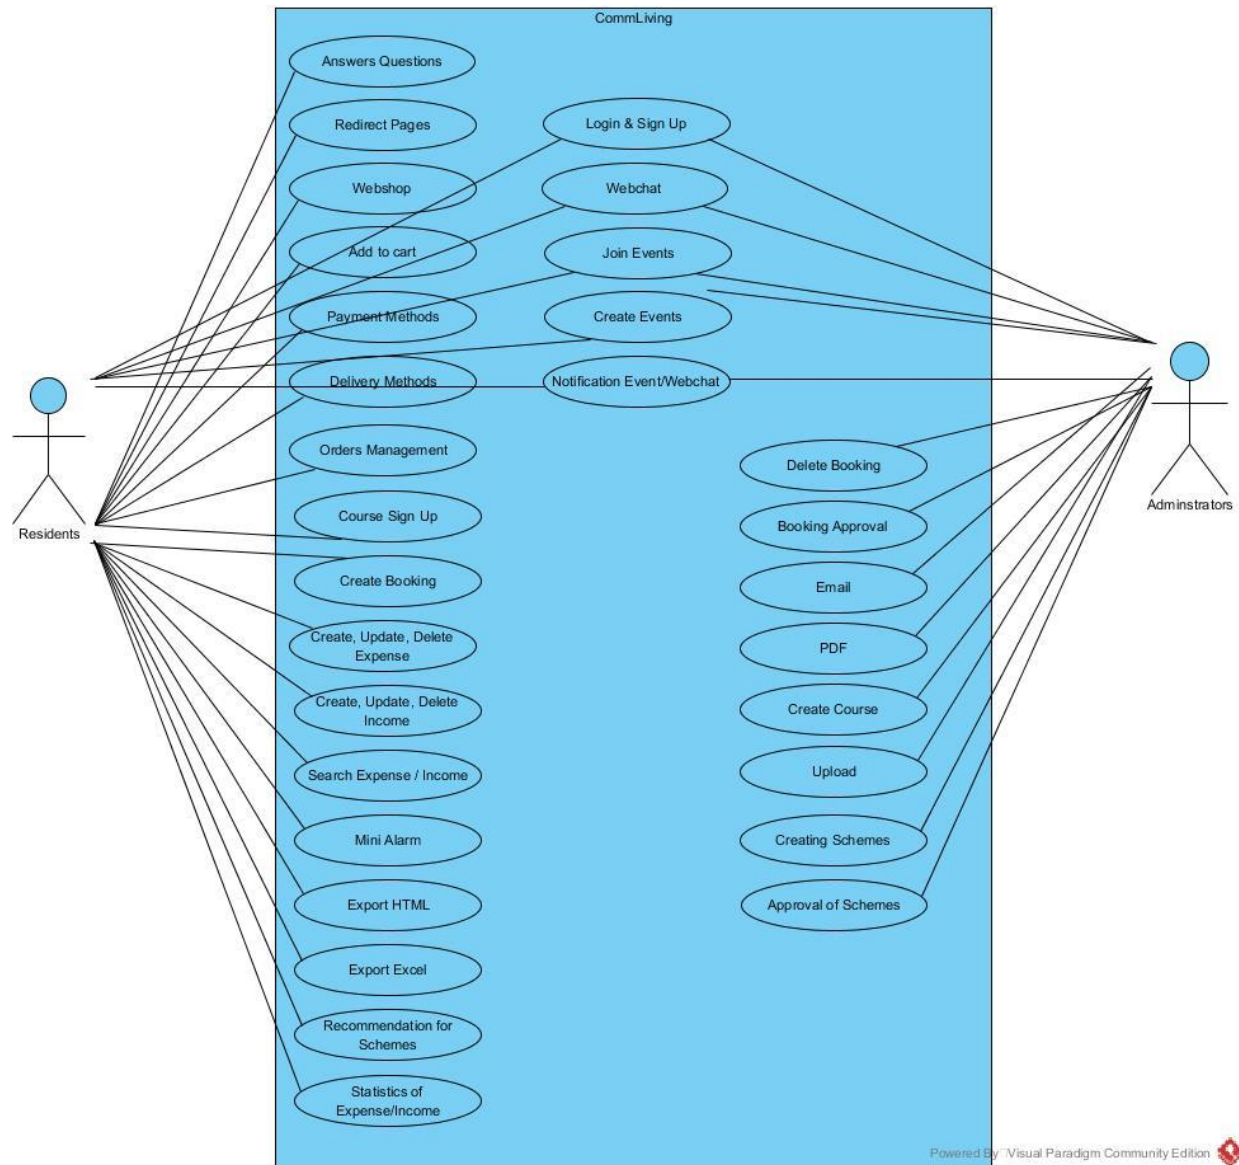 CommLiving
Answers Questions
Redirect Pages
Webshop
Add to cart
Payment Methods
Delivery Methods
Orders Management
Course Sign Up
Create Booking
Create, Update, Delete
Expense
Create, Update, Delete
Income
Search Expense / Income
Mini Alarm
Export HTML
Export Excel
Recommendation for
Schemes
Statistics of
Expense/Income
Login & Sign Up
Webchat
Join Events
Create Events
Notification Event/Webchat
Delete Booking
Booking Approval
Email
PDF
Create Course
Upload
Creating Schemes
Approval of Schemes
Residents
Adminstrators
Powered By Visual Paradigm Community Edition